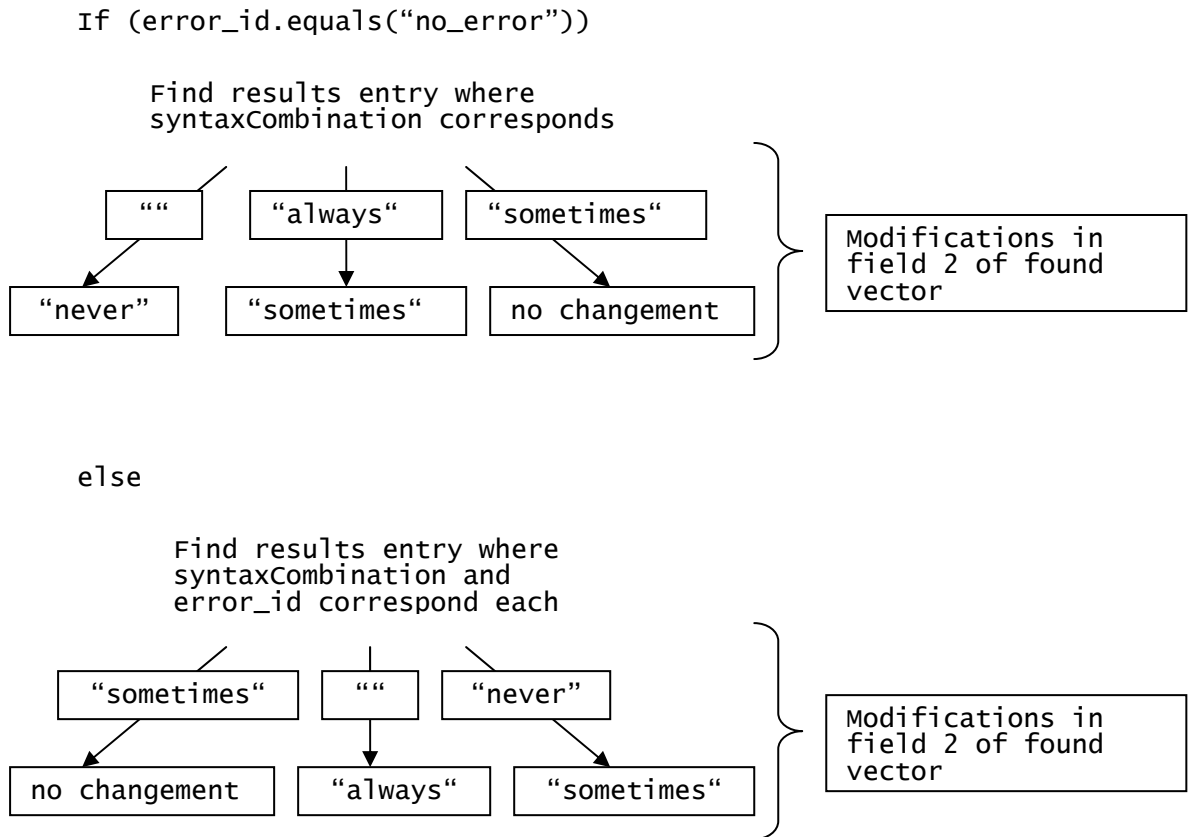 If (error_id.equals(“no_error”))
Find results entry where
syntaxCombination corresponds
““
“always“
“sometimes“
“never”
“sometimes“
no changement
Modifications in
field 2 of found
vector
else
Find results entry where
syntaxCombination and
error_id correspond each
“sometimes“
““
“never”
no changement
“always“
“sometimes“
Modifications in
field 2 of found
vector